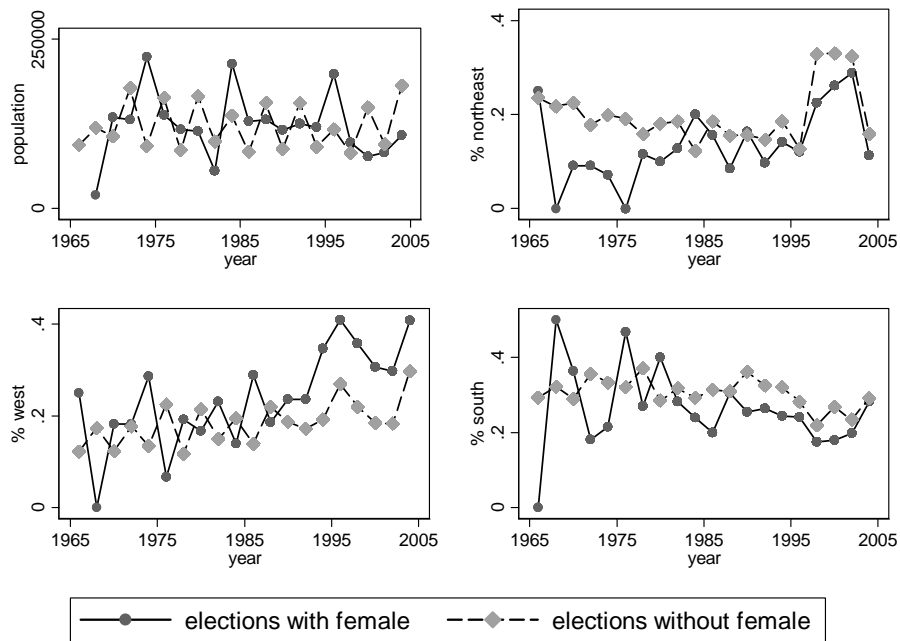 population
250000
0
1965 1975 1985 1995 2005
year
% northeast
.4
.2
0
1965 1975 1985 1995 2005
year
% west
.4
.2
0
1965 1975 1985 1995 2005
year
% south
.4
.2
0
1965 1975 1985 1995 2005
year
elections with female elections without female